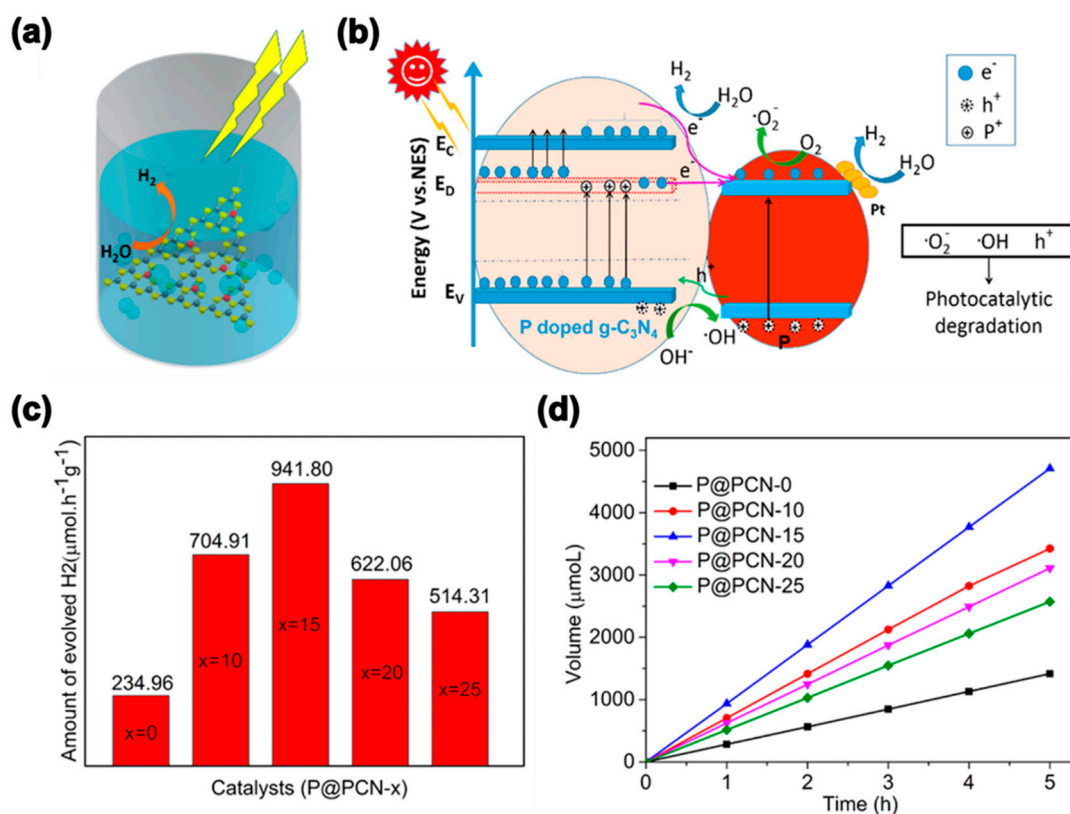 (a)
H₂
H₂O
(b)
Energy (V vs.NES)
E_C
E_D
E_V
H₂
H₂O
e⁻
e⁻
·O₂⁻
O₂
H₂
H₂O
Pt
h⁺
P doped g-C₃N₄
OH⁻
·OH
P
e⁻
h⁺
P⁺
·O₂⁻ ·OH h⁺
Photocatalytic
degradation
(c)
Amount of evolved H2(μmol.h⁻¹g⁻¹)
234.96
704.91
941.80
622.06
514.31
x=0
x=10
x=15
x=20
x=25
Catalysts (P@PCN-x)
(d)
Volume (μmoL)
5000
4000
3000
2000
1000
0
P@PCN-0
P@PCN-10
P@PCN-15
P@PCN-20
P@PCN-25
0 1 2 3 4 5
Time (h)